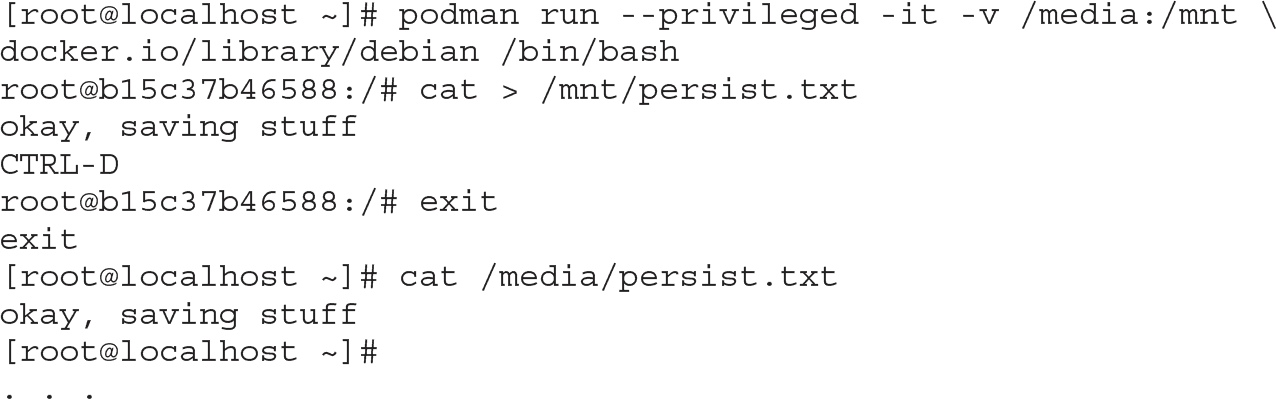 [root@localhost ~]# podman run --privileged -it -v /media:/mnt \
docker.io/library/debian /bin/bash
root@b15c37b46588:/# cat > /mnt/persist.txt
okay, saving stuff
CTRL-D
root@b15c37b46588:/# exit
exit
[root@localhost ~]# cat /media/persist.txt
okay, saving stuff
[root@localhost ~]#
. . .